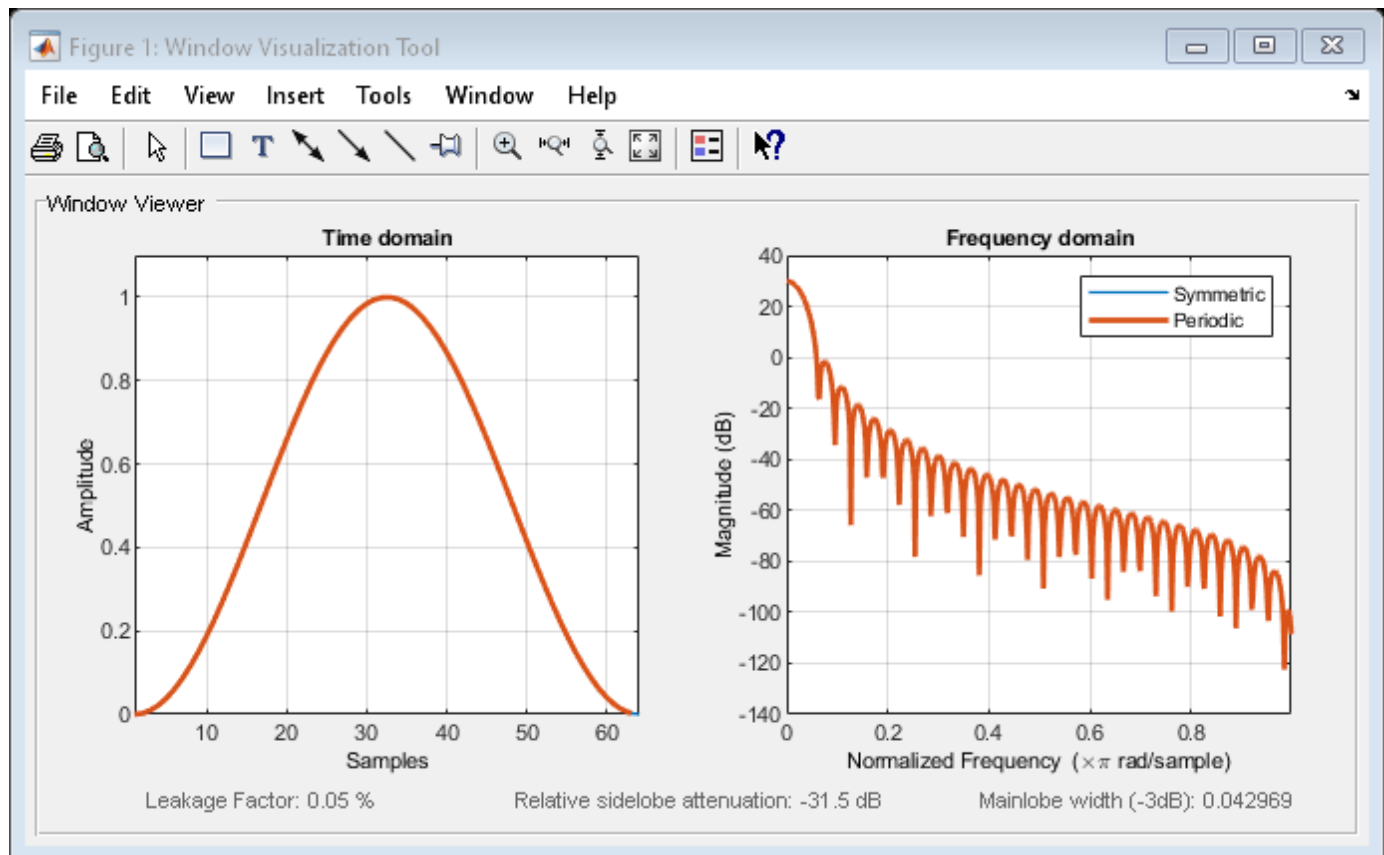 Figure 1: Window Visualization Tool
File Edit View Insert Tools Window Help
T
?
Window Viewer
Time domain
1
0.8
0.6
0.4
0.2
0
10 20 30 40 50 60
Amplitude
Samples
Frequency domain
40
20
0
-20
-40
-60
-80
-100
-120
-140
0 0.2 0.4 0.6 0.8
Magnitude (dB)
Normalized Frequency (×π rad/sample)
Symmetric
Periodic
Leakage Factor: 0.05 % Relative sidelobe attenuation: -31.5 dB Mainlobe width (-3dB): 0.042969